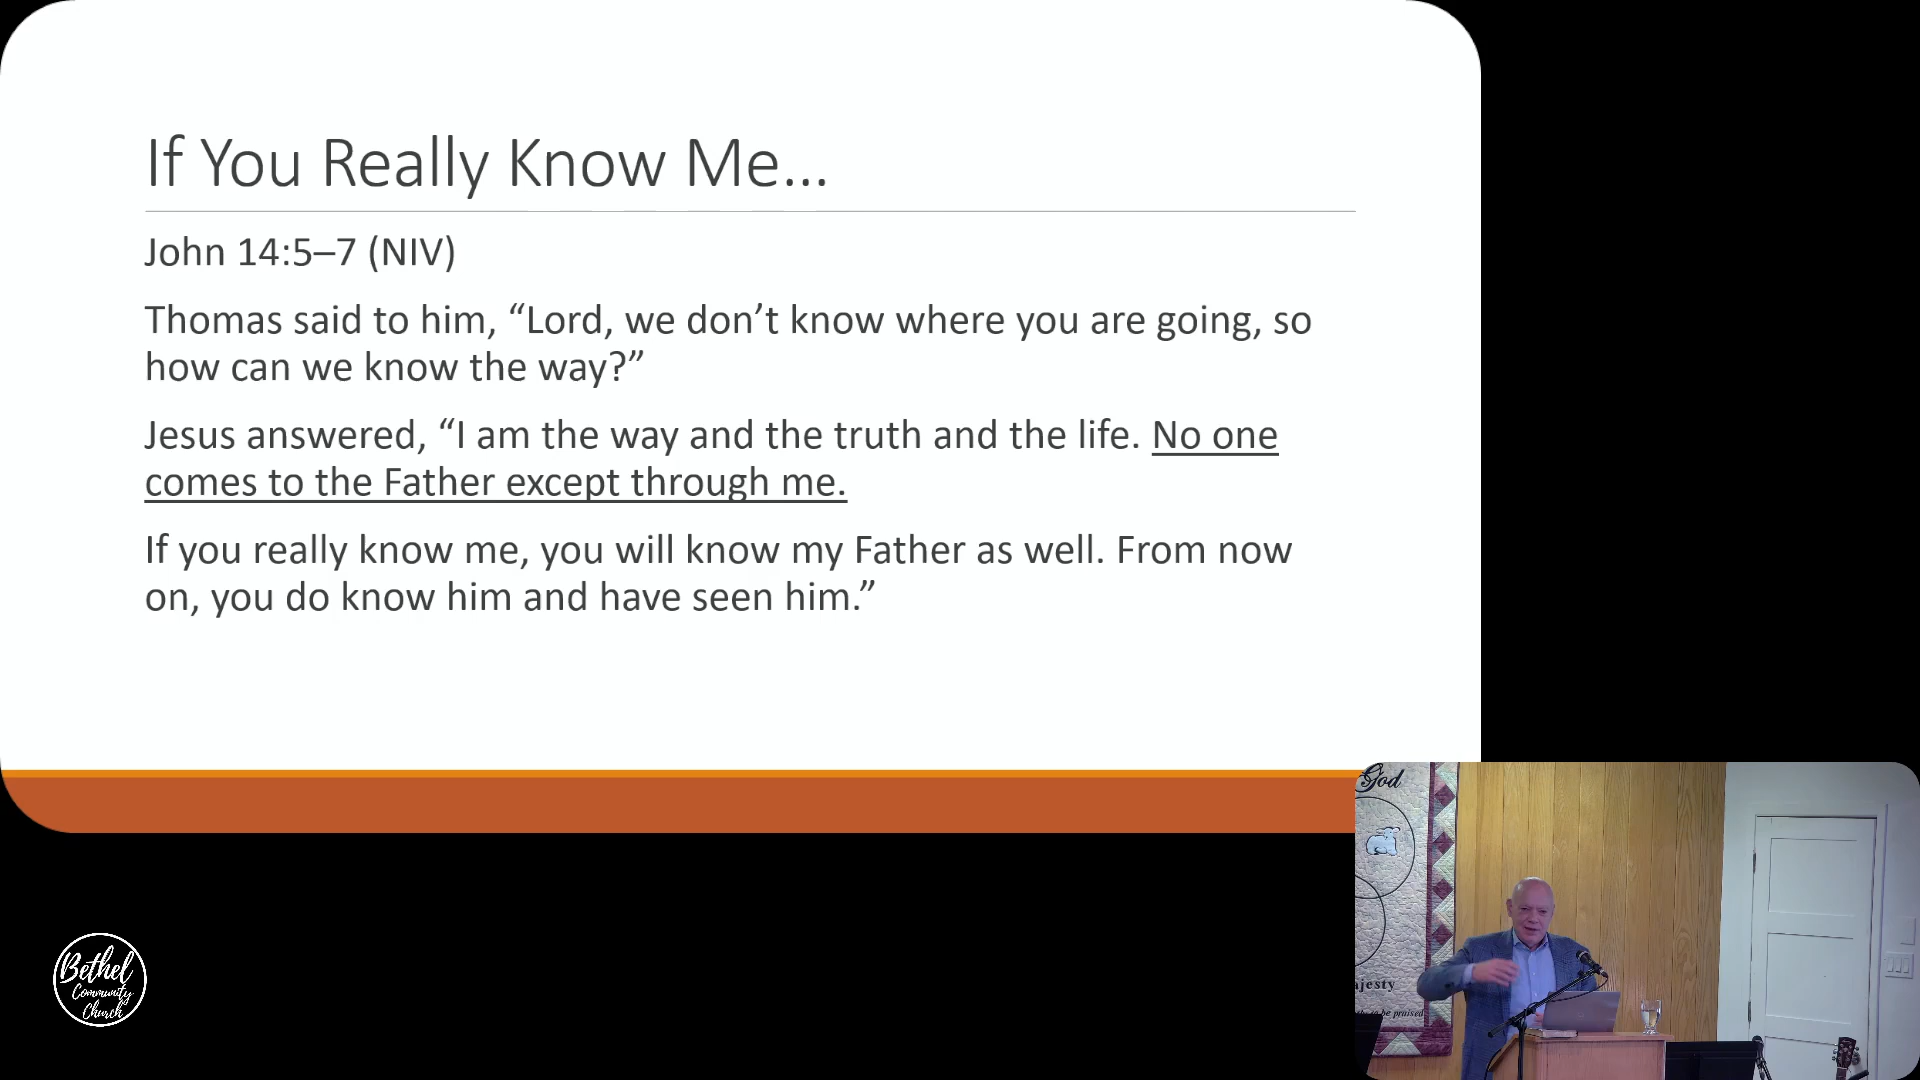 If You Really Know Me...
John 14:5–7 (NIV)
Thomas said to him, “Lord, we don’t know where you are going, so
how can we know the way?”
Jesus answered, “I am the way and the truth and the life. No one
comes to the Father except through me.
If you really know me, you will know my Father as well. From now
on, you do know him and have seen him.”
God
to be praised
Bethel
Community
Church